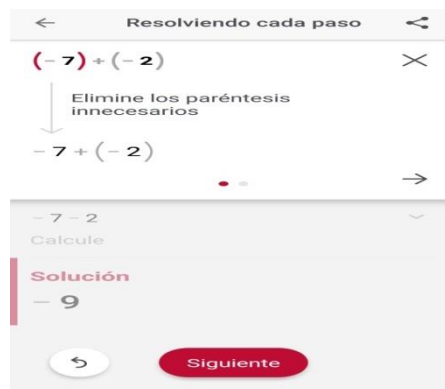 Resolviendo cada paso
(- 7) + (- 2)
Elimine los paréntesis
innecesarios
- 7 + (- 2)
- 7 - 2
Calcule
Solución
- 9
Siguiente